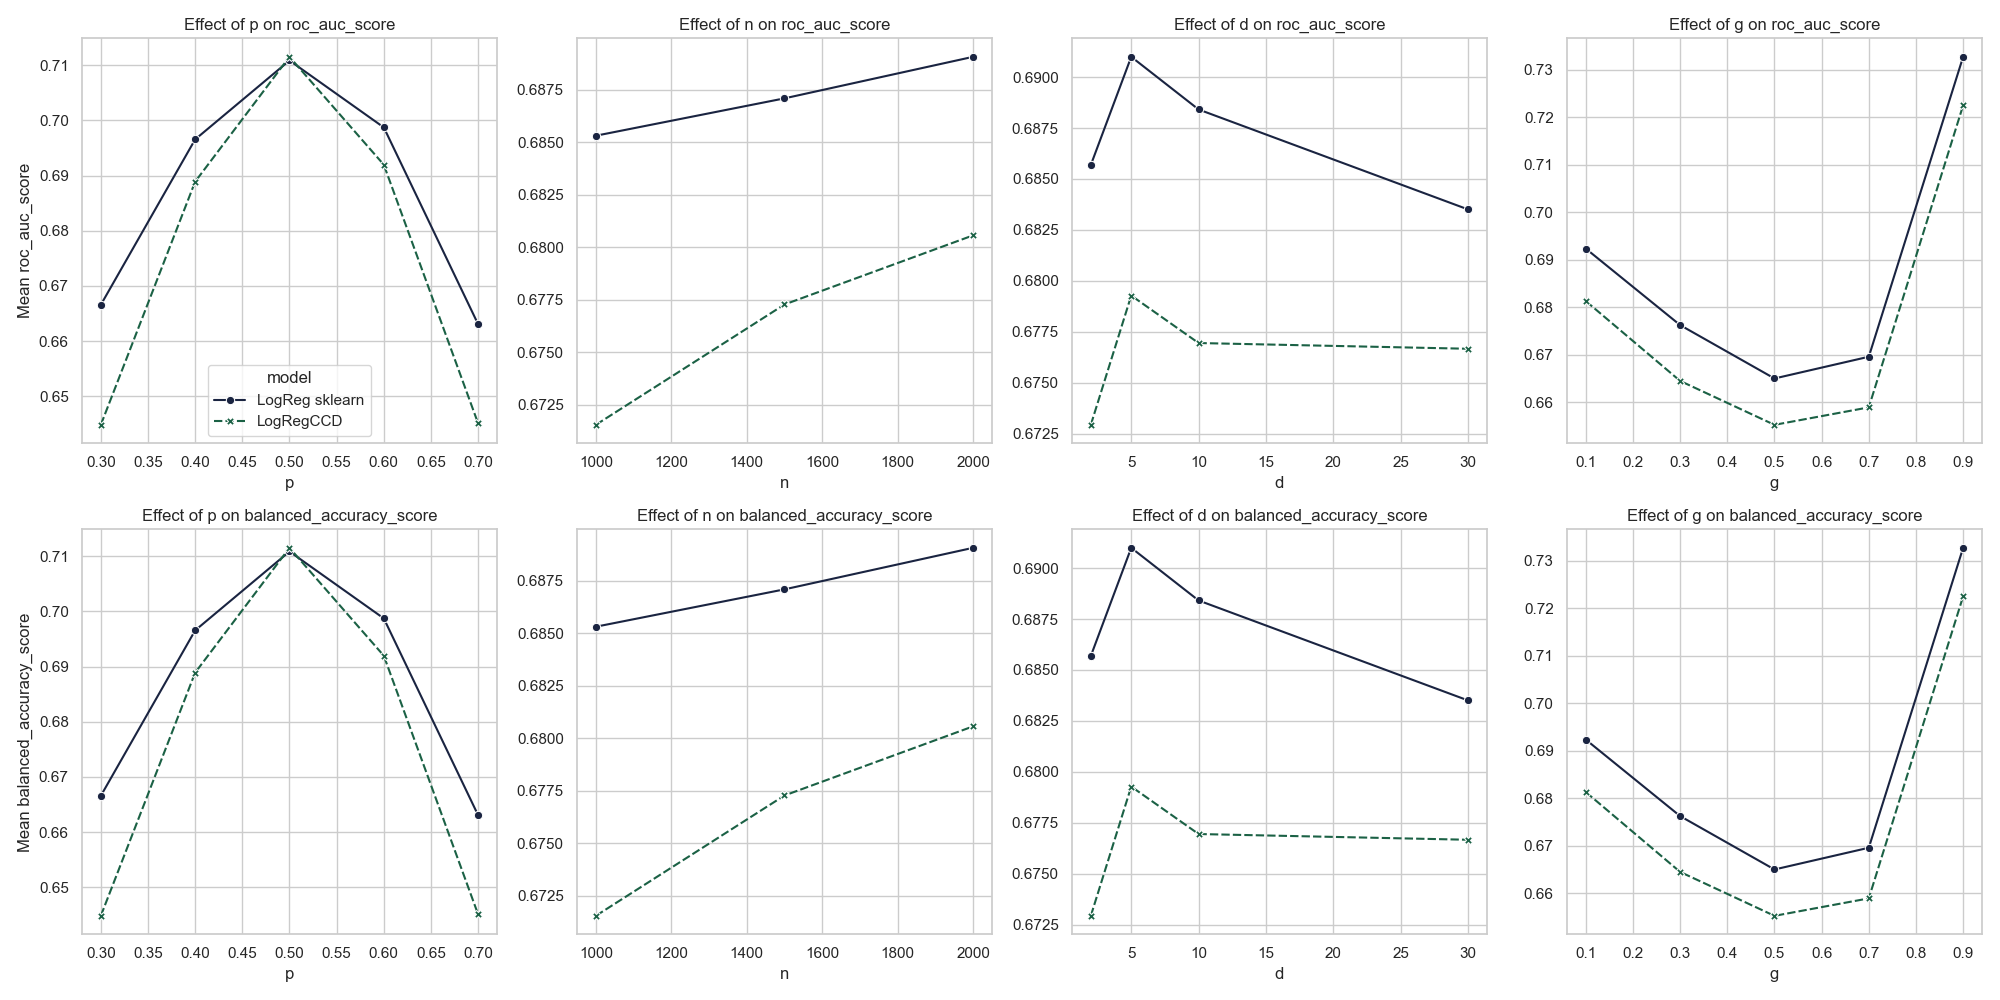 Effect of p on roc_auc_score
Effect of n on roc_auc_score
Effect of d on roc_auc_score
Effect of g on roc_auc_score
Mean roc_auc_score
0.71
0.70
0.69
0.68
0.67
0.66
0.65
model
LogReg sklearn
LogRegCCD
0.30 0.35 0.40 0.45 0.50 0.55 0.60 0.65 0.70
p
0.6875
0.6850
0.6825
0.6800
0.6775
0.6750
0.6725
1000 1200 1400 1600 1800 2000
n
0.6900
0.6875
0.6850
0.6825
0.6800
0.6775
0.6750
0.6725
5 10 15 20 25 30
d
0.73
0.72
0.71
0.70
0.69
0.68
0.67
0.66
0.1 0.2 0.3 0.4 0.5 0.6 0.7 0.8 0.9
g
Effect of p on balanced_accuracy_score
Effect of n on balanced_accuracy_score
Effect of d on balanced_accuracy_score
Effect of g on balanced_accuracy_score
Mean balanced_accuracy_score
0.71
0.70
0.69
0.68
0.67
0.66
0.65
0.30 0.35 0.40 0.45 0.50 0.55 0.60 0.65 0.70
p
0.6875
0.6850
0.6825
0.6800
0.6775
0.6750
0.6725
1000 1200 1400 1600 1800 2000
n
0.6900
0.6875
0.6850
0.6825
0.6800
0.6775
0.6750
0.6725
5 10 15 20 25 30
d
0.73
0.72
0.71
0.70
0.69
0.68
0.67
0.66
0.1 0.2 0.3 0.4 0.5 0.6 0.7 0.8 0.9
g